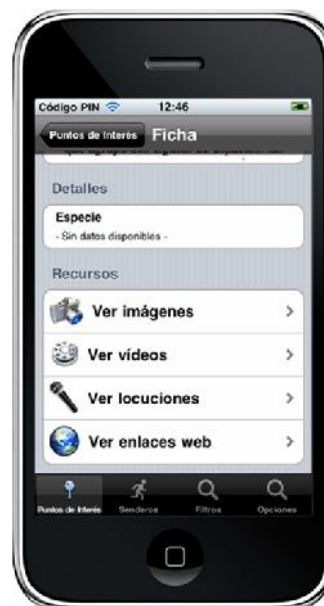 Código PIN 12:46
Puntos de Interés Ficha
Detalles
Especie
- Sin datos disponibles -
Recursos
Ver imágenes
Ver vídeos
Ver locuciones
Ver enlaces web
Puntos de Interés Senderos Filtros Opciones